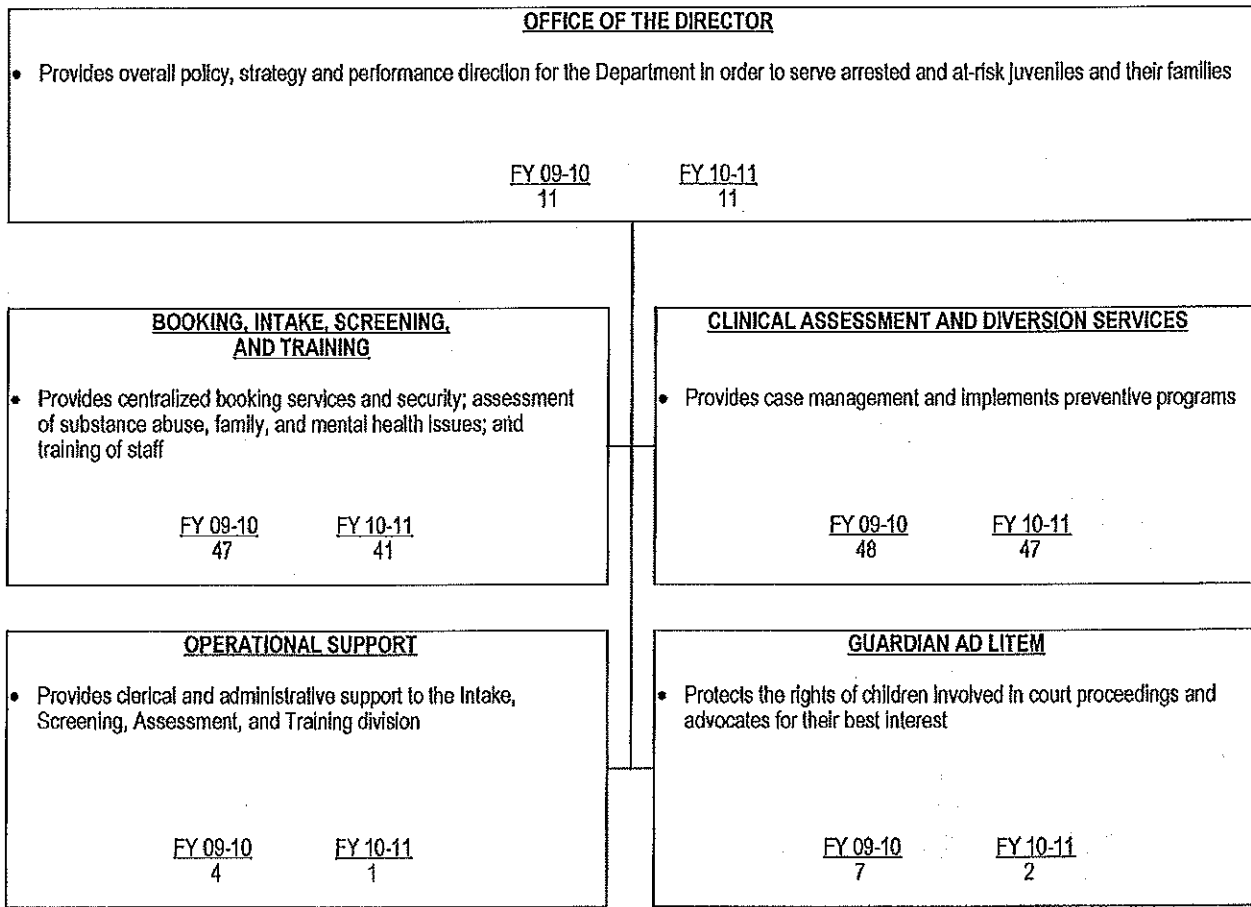 OFFICE OF THE DIRECTOR
• Provides overall policy, strategy and performance direction for the Department in order to serve arrested and at-risk juveniles and their families
FY 09-10 FY 10-11
11 11
BOOKING, INTAKE, SCREENING,
AND TRAINING
• Provides centralized booking services and security; assessment
of substance abuse, family, and mental health issues; and
training of staff
FY 09-10 FY 10-11
47 41
CLINICAL ASSESSMENT AND DIVERSION SERVICES
• Provides case management and implements preventive programs
FY 09-10 FY 10-11
48 47
OPERATIONAL SUPPORT
• Provides clerical and administrative support to the Intake,
Screening, Assessment, and Training division
FY 09-10 FY 10-11
4 1
GUARDIAN AD LITEM
• Protects the rights of children involved in court proceedings and
advocates for their best interest
FY 09-10 FY 10-11
7 2